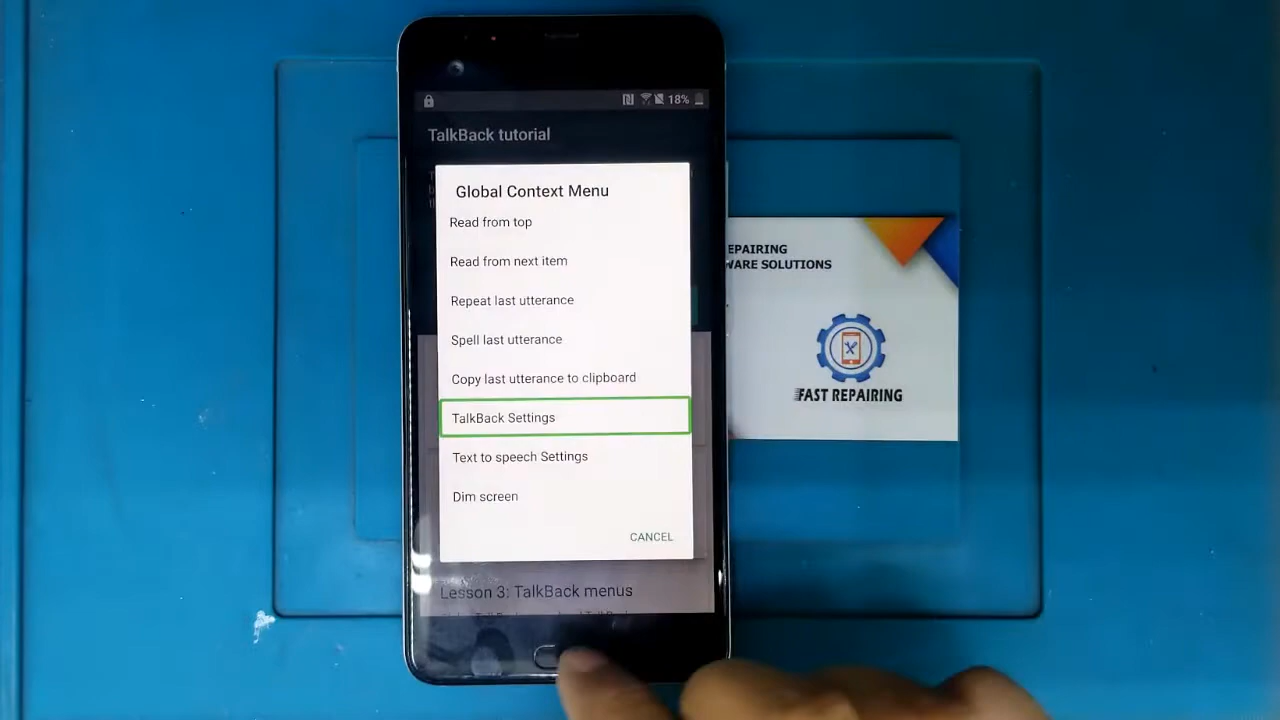 18%
TalkBack tutorial
Global Context Menu
Read from top
Read from next item
Repeat last utterance
Spell last utterance
Copy last utterance to clipboard
TalkBack Settings
Text to speech Settings
Dim screen
CANCEL
Lesson 3: TalkBack menus
EPAIRING
WARE SOLUTIONS
FAST REPAIRING